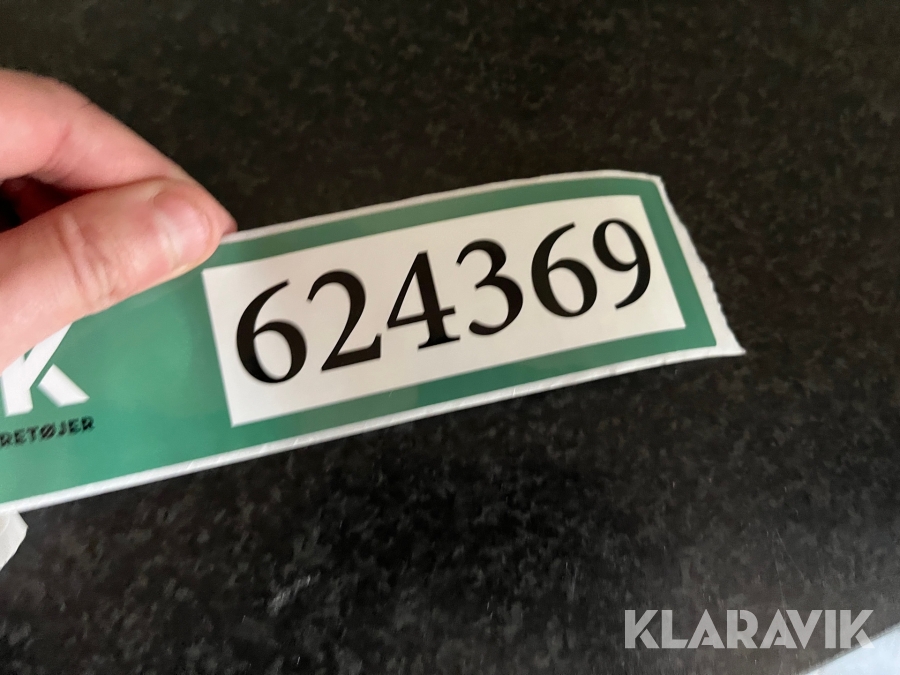 624369
K
RETØJER
KLARAVIK